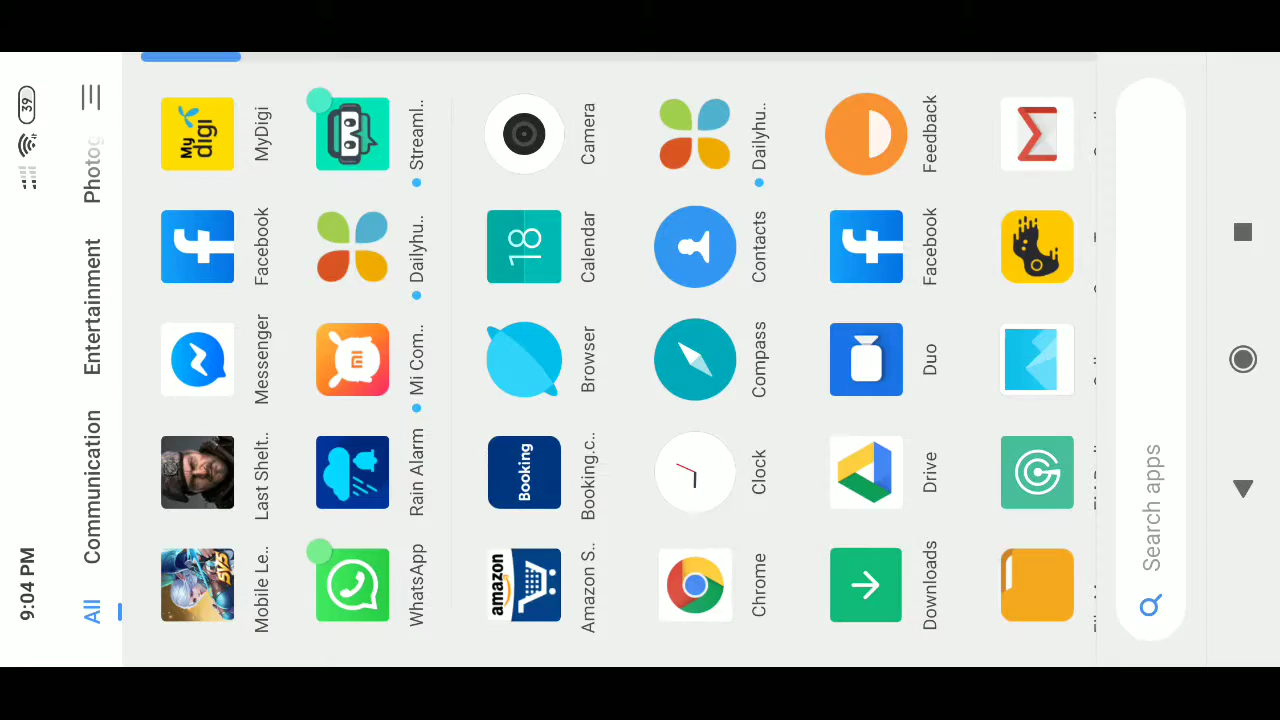 9:04 PM
39
All Communication Entertainment Photog
Mobile Le.. Last Shelt.. Messenger Facebook MyDigi
WhatsApp Rain Alarm Mi Com.. Dailyhu.. Streaml..
Amazon S.. Booking.c.. Browser Calendar Camera
Chrome Clock Compass Contacts Dailyhu..
Downloads Drive Duo Facebook Feedback
Search apps
My
digi
amazon
Booking
18
mi
515